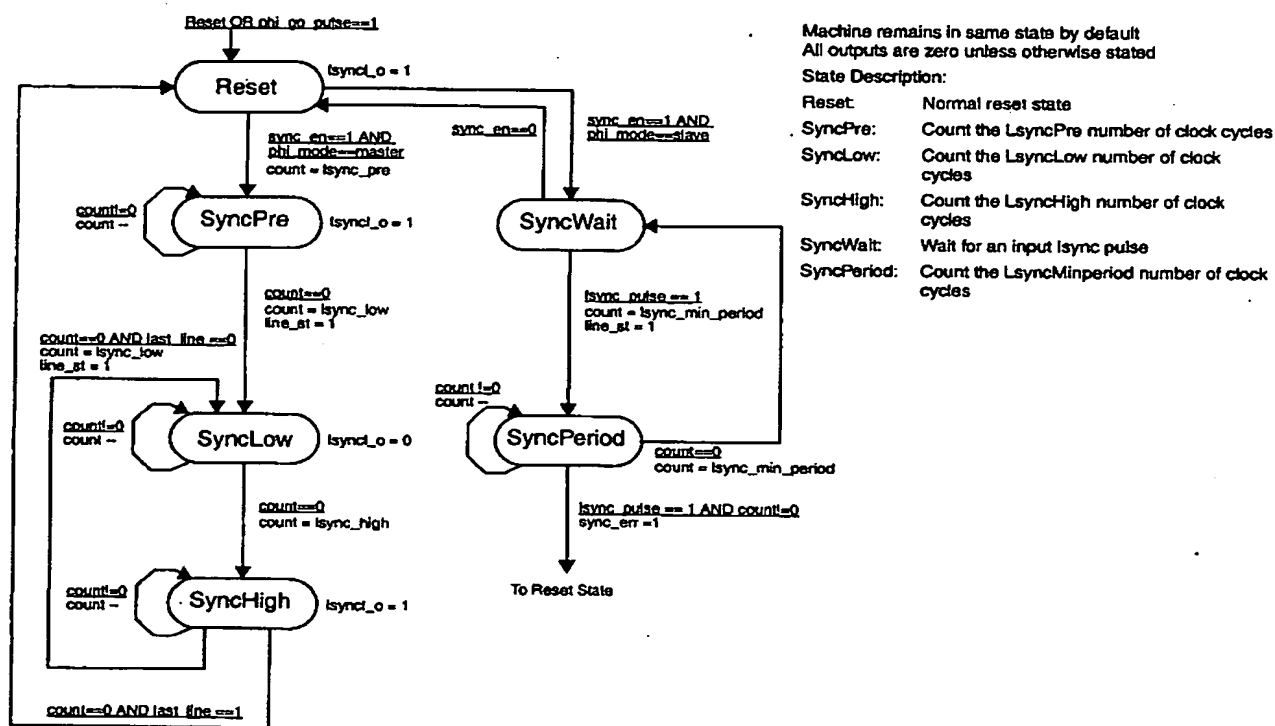 Reset OR phi_go_pulse==1
Reset
lsyncl_o = 1
sync_en==1 AND
phi_mode==master
count = lsync_pre
sync_en==0
sync_en==1 AND
phi_mode==slave
count!=0
count --
SyncPre
lsyncl_o = 1
SyncWait
count==0
count = lsync_low
line_st = 1
lsync_pulse == 1
count = lsync_min_period
line_st = 1
count==0 AND last_line ==0
count = lsync_low
line_st = 1
count!=0
count --
SyncLow
lsyncl_o = 0
count !=0
count --
SyncPeriod
count==0
count = lsync_min_period
count==0
count = lsync_high
lsync_pulse == 1 AND count!=0
sync_err =1
To Reset State
count!=0
count --
SyncHigh
lsyncl_o = 1
count==0 AND last_line ==1
Machine remains in same state by default
All outputs are zero unless otherwise stated
State Description:
Reset: Normal reset state
SyncPre: Count the LsyncPre number of clock cycles
SyncLow: Count the LsyncLow number of clock
cycles
SyncHigh: Count the LsyncHigh number of clock
cycles
SyncWait: Wait for an input lsync pulse
SyncPeriod: Count the LsyncMinperiod number of clock
cycles